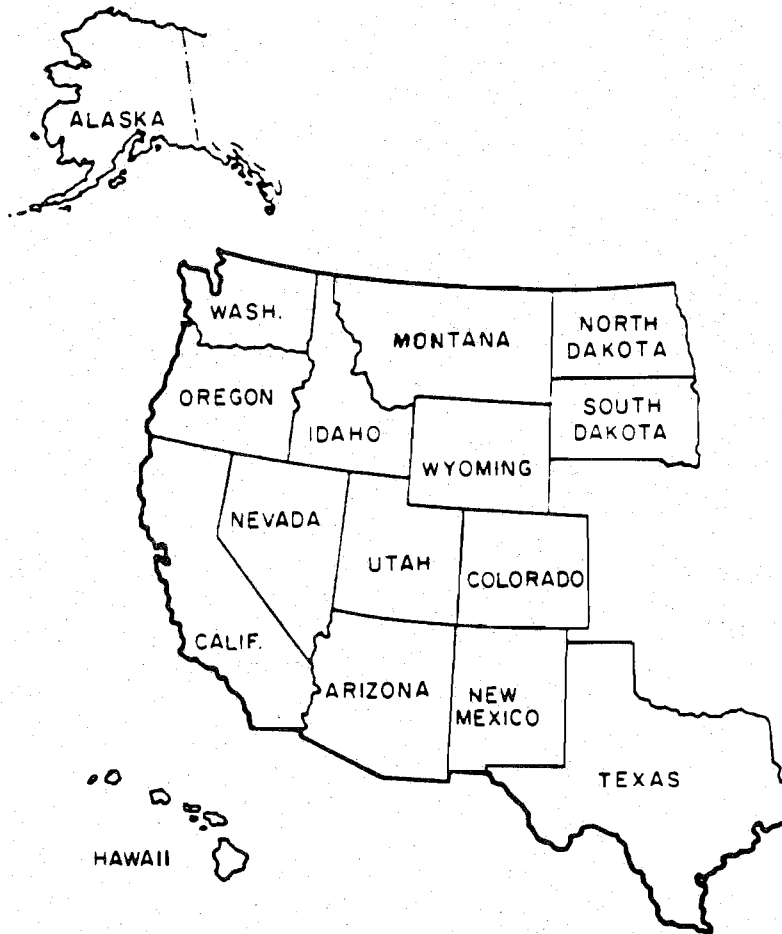 ALASKA
WASH.
MONTANA
NORTH
DAKOTA
OREGON
IDAHO
SOUTH
DAKOTA
WYOMING
NEVADA
UTAH
COLORADO
CALIF.
ARIZONA
NEW
MEXICO
TEXAS
HAWAII